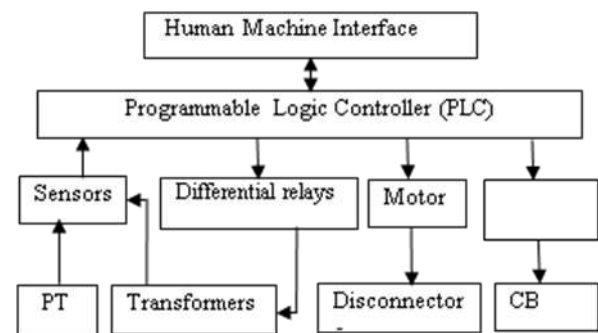 Human Machine Interface
Programmable Logic Controller (PLC)
Sensors
Differential relays
Motor
PT
Transformers
Disconnector
CB